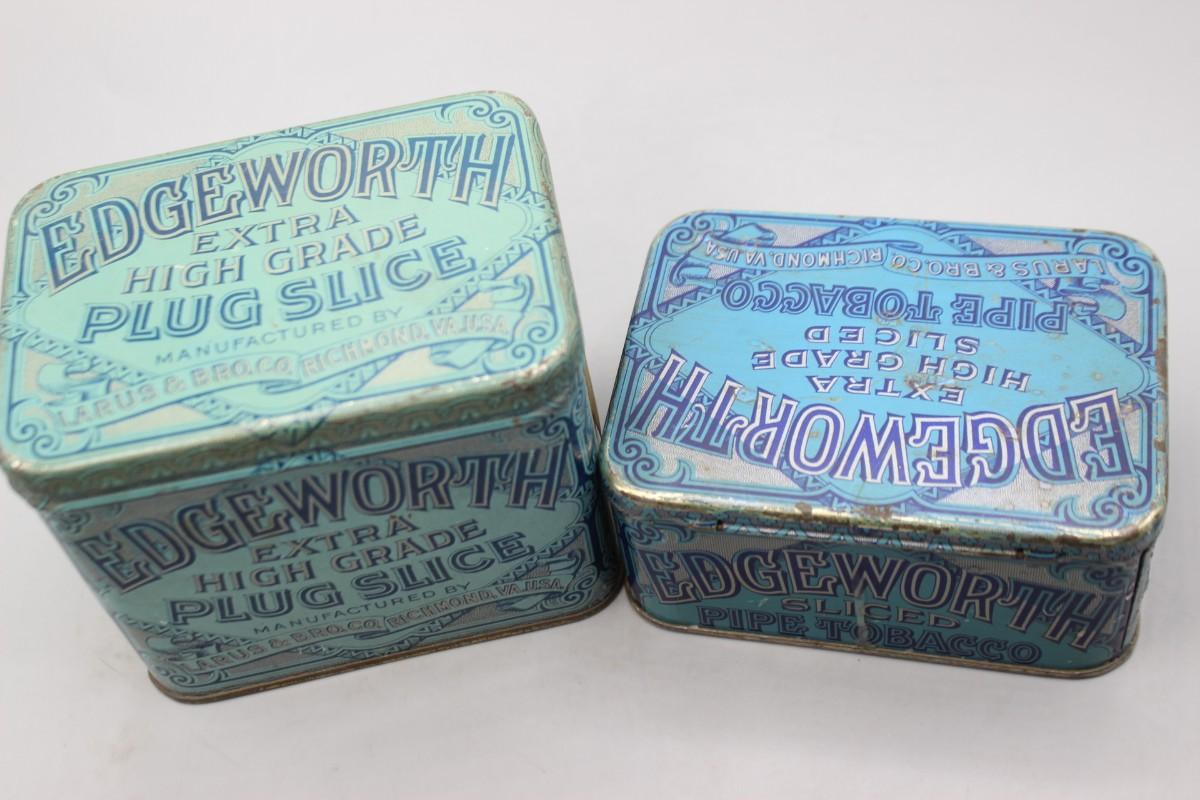 EDGEWORTH
EXTRA
HIGH GRADE
PLUG SLICE
MANUFACTURED BY
LARUS & BRO.CO. RICHMOND, VA.U.S.A.
EDGEWORTH
EXTRA
HIGH GRADE
PLUG SLICE
MANUFACTURED BY
LARUS & BRO.CO. RICHMOND, VA.U.S.A.
EDGEWORTH
EXTRA
HIGH GRADE
SLICED
PIPE TOBACCO
LARUS & BRO.CO. RICHMOND, VA.U.S.A.
EDGEWORTH
SLICED
PIPE TOBACCO